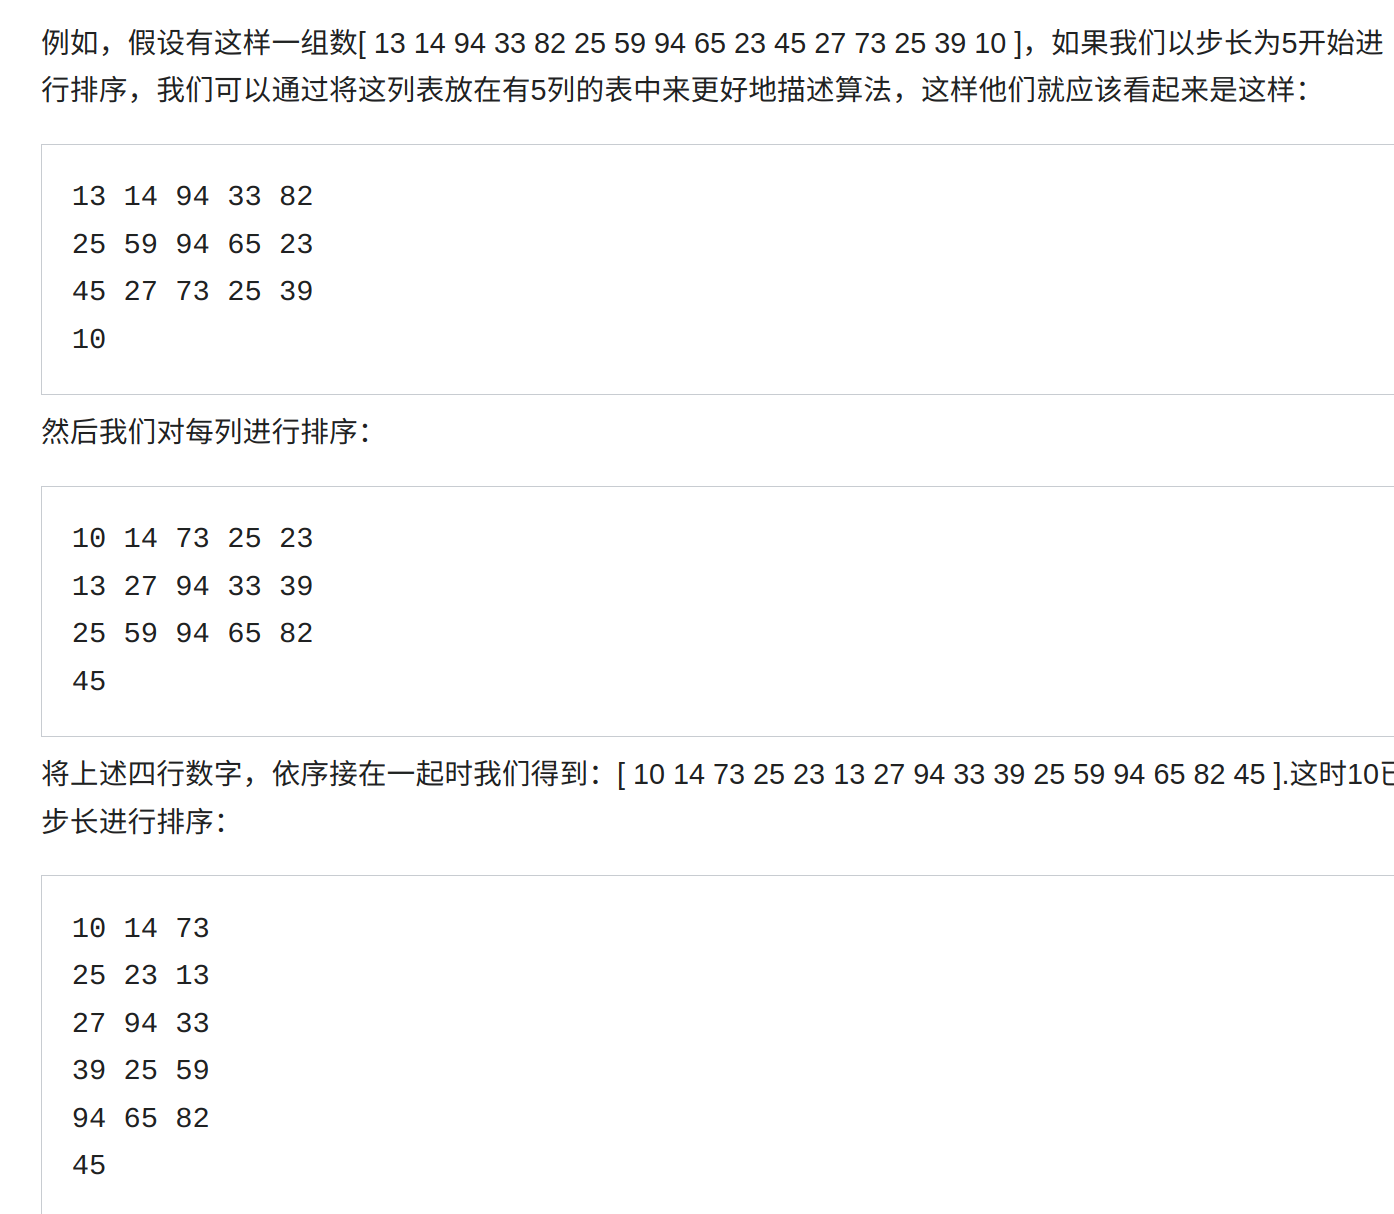 例如，假设有这样一组数[ 13 14 94 33 82 25 59 94 65 23 45 27 73 25 39 10 ]，如果我们以步长为5开始进
行排序，我们可以通过将这列表放在有5列的表中来更好地描述算法，这样他们就应该看起来是这样：
13 14 94 33 82
25 59 94 65 23
45 27 73 25 39
10
然后我们对每列进行排序：
10 14 73 25 23
13 27 94 33 39
25 59 94 65 82
45
将上述四行数字，依序接在一起时我们得到：[ 10 14 73 25 23 13 27 94 33 39 25 59 94 65 82 45 ].这时10已
步长进行排序：
10 14 73
25 23 13
27 94 33
39 25 59
94 65 82
45